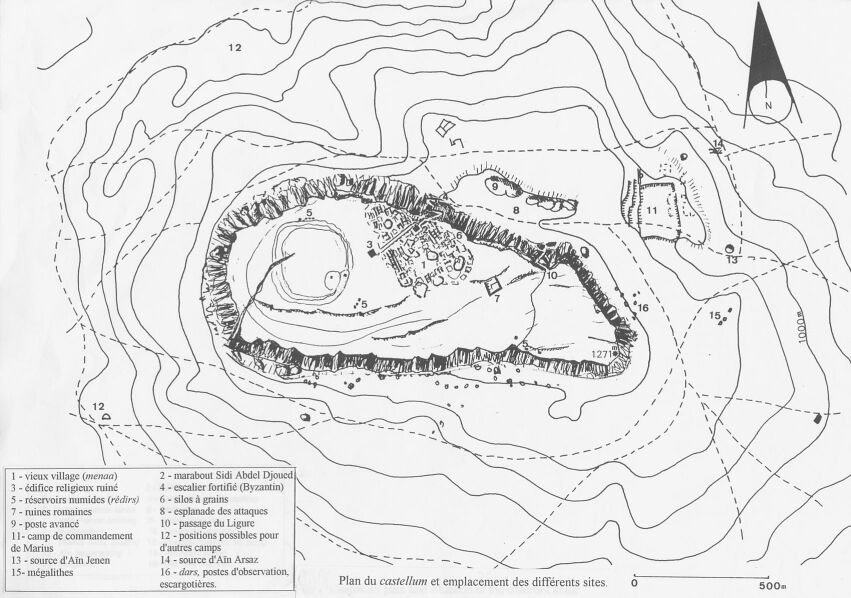 12
N
14
9
8
11
5
6
3
4
1
13
10
16
5
7
15
1000m
5
1271m
12
1 - vieux village (menaa)
2 - marabout Sidi Abdel Djoued
3 - édifice religieux ruiné
4 - escalier fortifié (Byzantin)
5 - réservoirs numides (rédirs)
6 - silos à grains
7 - ruines romaines
8 - esplanade des attaques
9 - poste avancé
10 - passage du Ligure
11- camp de commandement
de Marius
12 - positions possibles pour
d'autres camps
13 - source d'Aïn Jenen
14 - source d'Aïn Arsaz
15- mégalithes
16 - dars, postes d'observation,
escargotières.
Plan du castellum et emplacement des différents sites.
0
500m